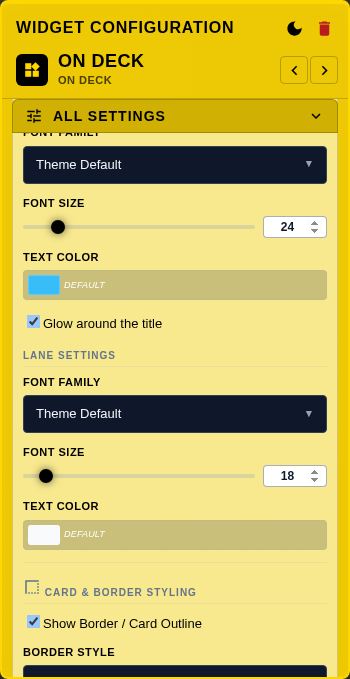 WIDGET CONFIGURATION
ON DECK
ON DECK
ALL SETTINGS
FONT FAMILY
Theme Default
FONT SIZE
24
TEXT COLOR
DEFAULT
Glow around the title
LANE SETTINGS
FONT FAMILY
Theme Default
FONT SIZE
18
TEXT COLOR
DEFAULT
CARD & BORDER STYLING
Show Border / Card Outline
BORDER STYLE